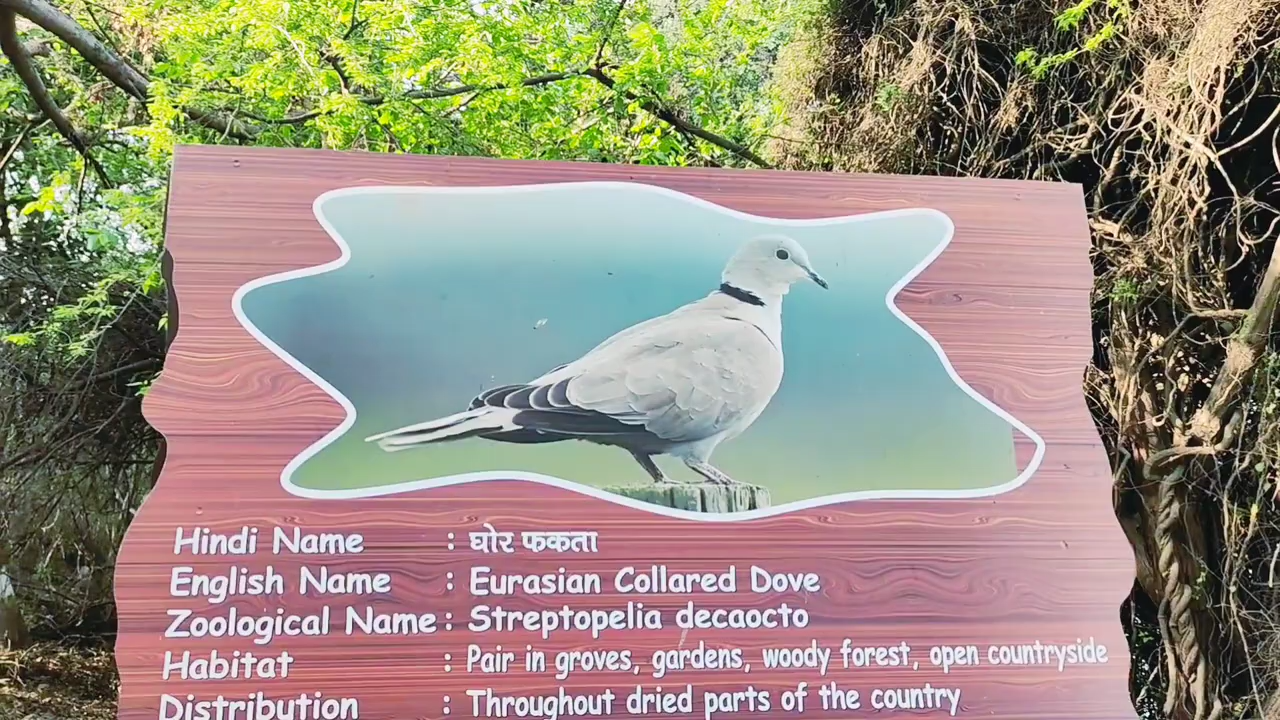 Hindi Name : घोर फकता
English Name : Eurasian Collared Dove
Zoological Name : Streptopelia decaocto
Habitat : Pair in groves, gardens, woody forest, open countryside
Distribution : Throughout dried parts of the country